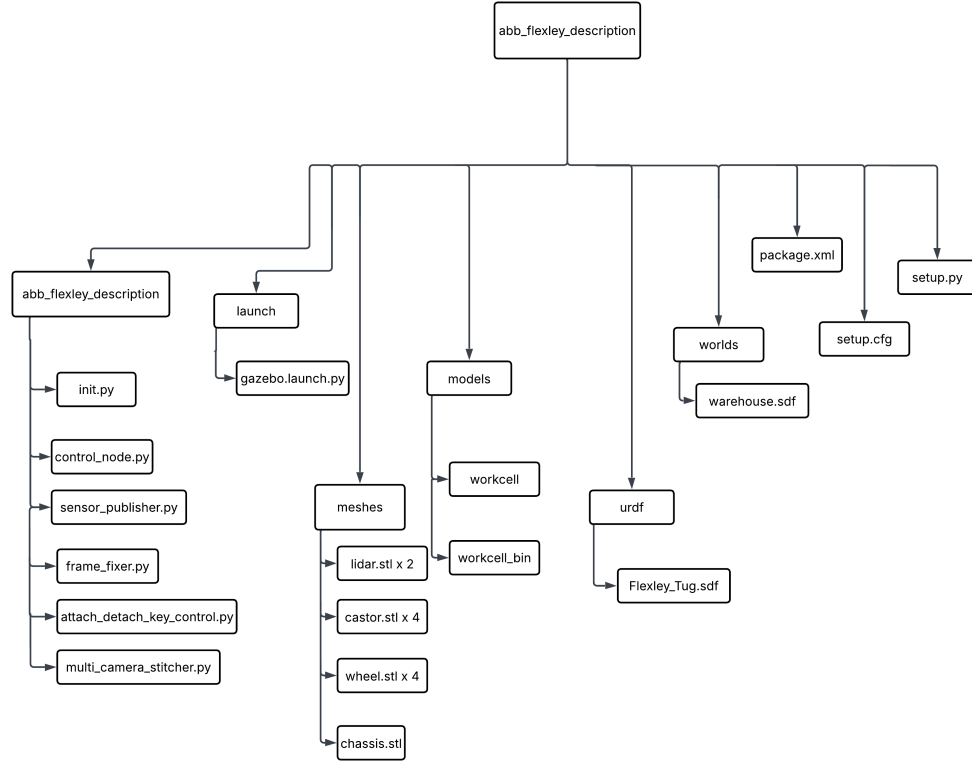 abb_flexley_description
abb_flexley_description
init.py
control_node.py
sensor_publisher.py
frame_fixer.py
attach_detach_key_control.py
multi_camera_stitcher.py
launch
gazebo.launch.py
meshes
lidar.stl x 2
castor.stl x 4
wheel.stl x 4
chassis.stl
models
workcell
workcell_bin
urdf
Flexley_Tug.sdf
worlds
warehouse.sdf
package.xml
setup.cfg
setup.py